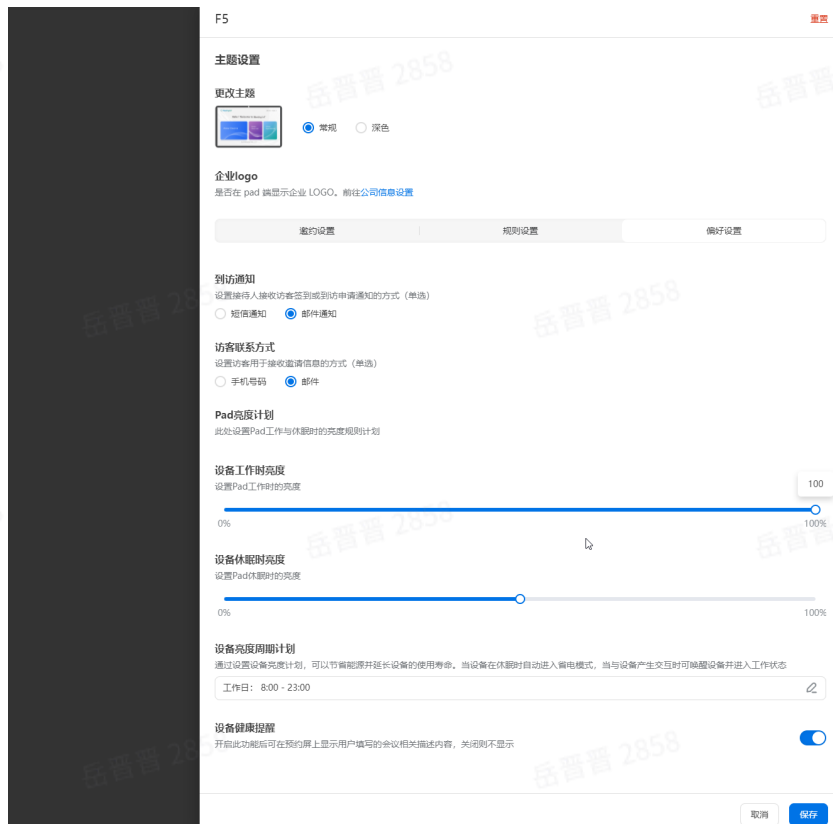 F5
重置
主题设置
更改主题
常规
深色
企业logo
是否在 pad 端显示企业 LOGO。前往公司信息设置
邀约设置
规则设置
偏好设置
到访通知
设置接待人接收访客签到或到访申请通知的方式（单选）
短信通知
邮件通知
访客联系方式
设置访客用于接收邀请信息的方式（单选）
手机号码
邮件
Pad亮度计划
此处设置Pad工作与休眠时的亮度规则计划
设备工作时亮度
设置Pad工作时的亮度
100
0%
100%
设备休眠时亮度
设置Pad休眠时的亮度
0%
100%
设备亮度周期计划
通过设置设备亮度计划，可以节省能源并延长设备的使用寿命。当设备在休眠时自动进入省电模式，当与设备产生交互时可唤醒设备并进入工作状态
工作日： 8:00 - 23:00
设备健康提醒
开启此功能后可在预约屏上显示用户填写的会议相关描述内容，关闭则不显示
取消
保存
岳晋晋 2858